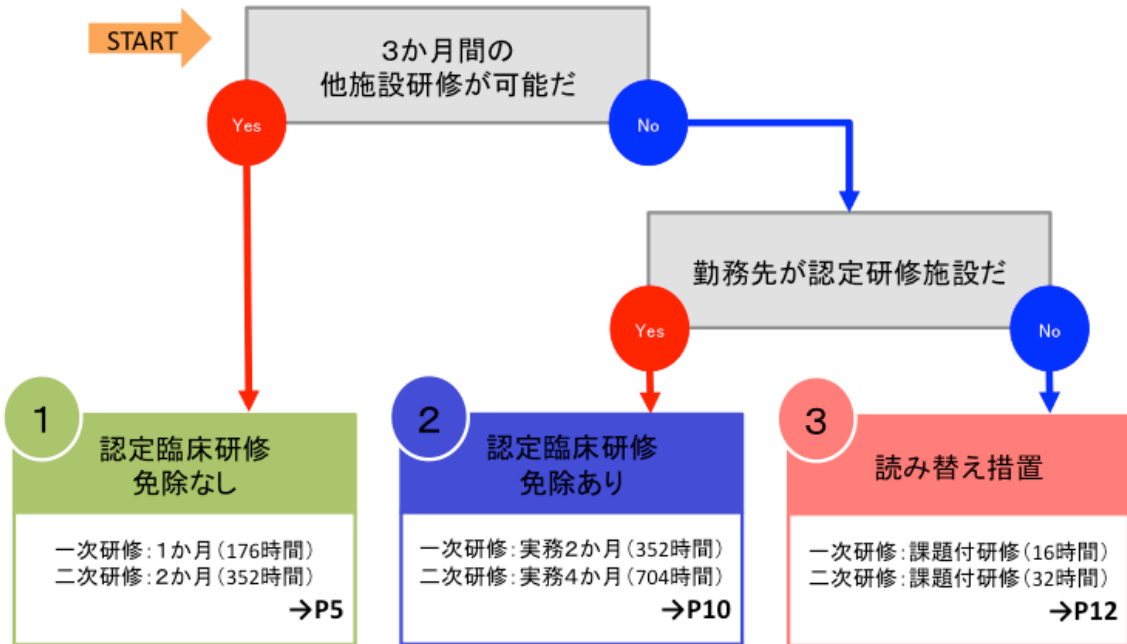 START
3か月間の
他施設研修が可能だ
Yes
No
勤務先が認定研修施設だ
Yes
No
1
認定臨床研修
免除なし
一次研修:1か月(176時間)
二次研修:2か月(352時間)
→P5
2
認定臨床研修
免除あり
一次研修:実務2か月(352時間)
二次研修:実務4か月(704時間)
→P10
3
読み替え措置
一次研修:課題付研修(16時間)
二次研修:課題付研修(32時間)
→P12